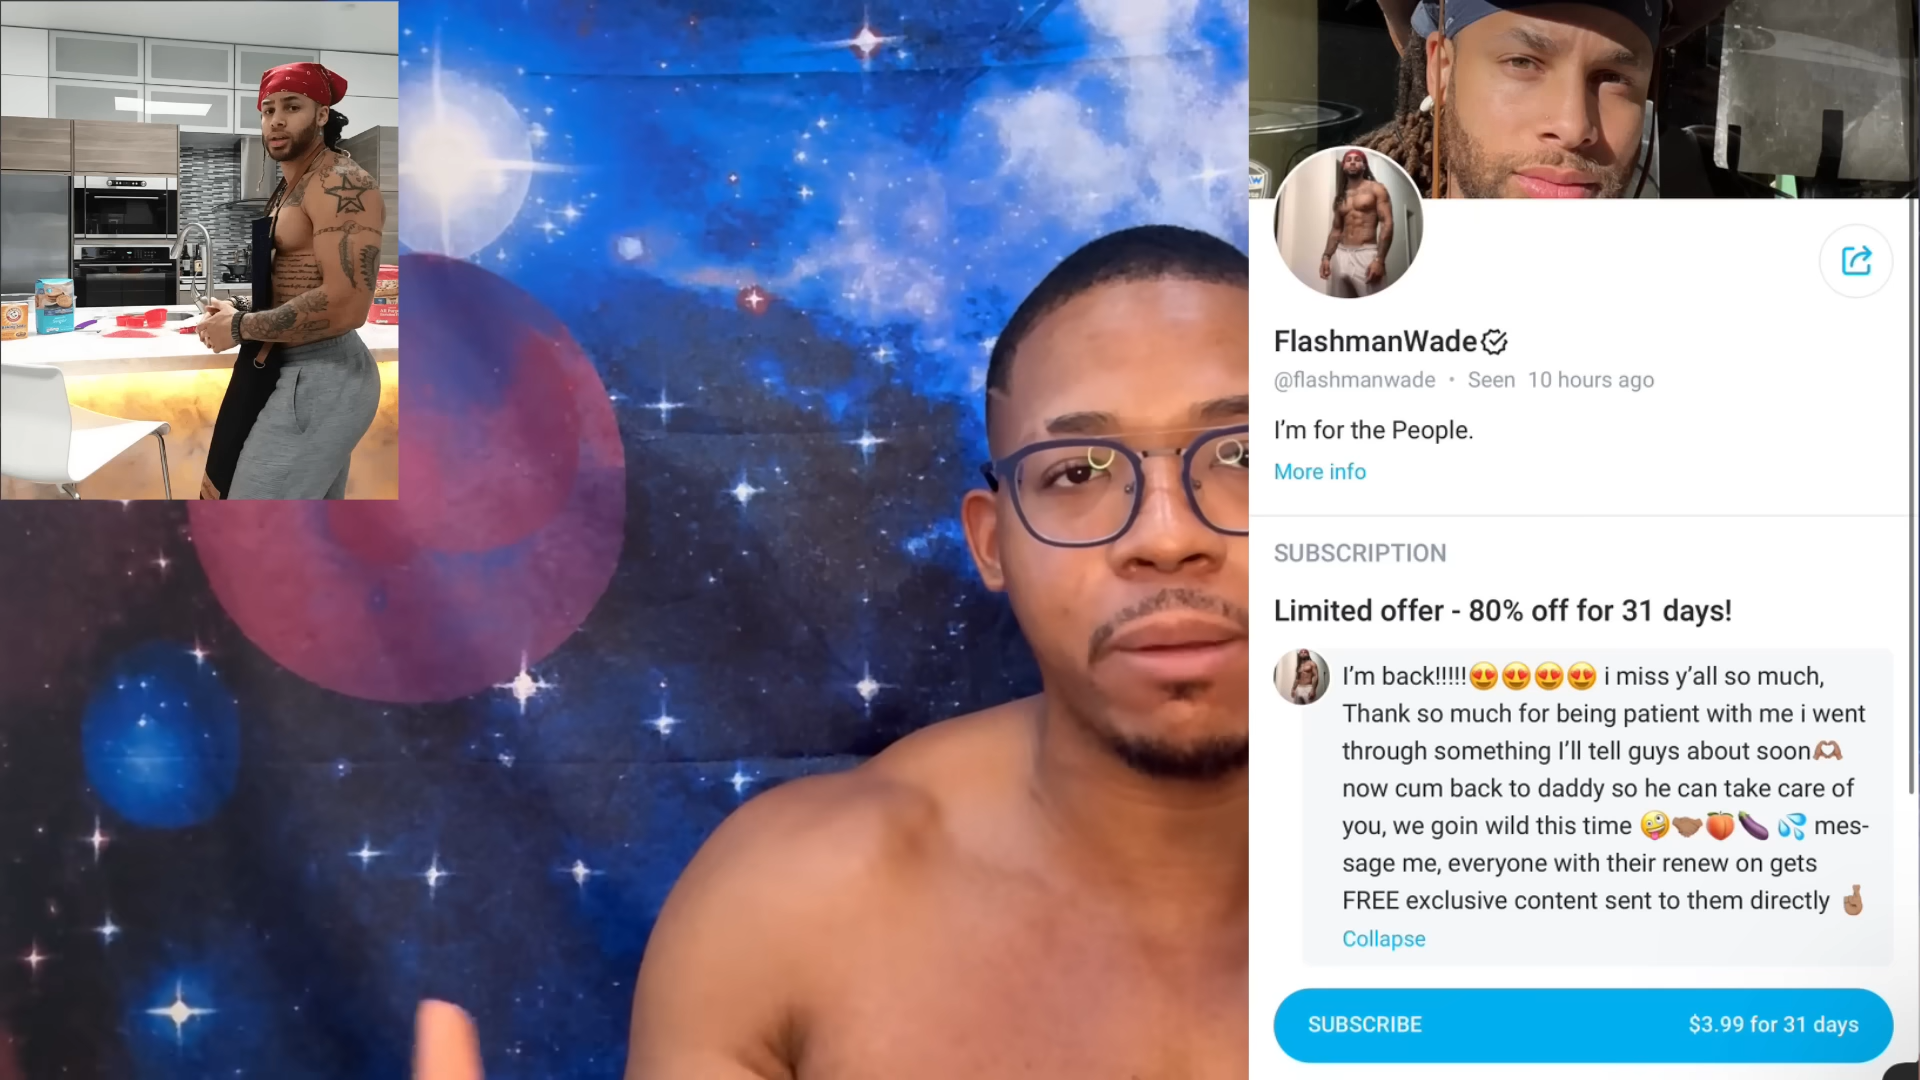 FlashmanWade
@flashmanwade • Seen 10 hours ago
I'm for the People.
More info
SUBSCRIPTION
Limited offer - 80% off for 31 days!
I'm back!!!!!😍😍😍😍 i miss y'all so much,
Thank so much for being patient with me i went
through something I'll tell guys about soon🫶🏽
now cum back to daddy so he can take care of
you, we goin wild this time 🤪🤝🏽🍑🍆 💦 mes-
sage me, everyone with their renew on gets
FREE exclusive content sent to them directly 🤞🏽
Collapse
SUBSCRIBE $3.99 for 31 days